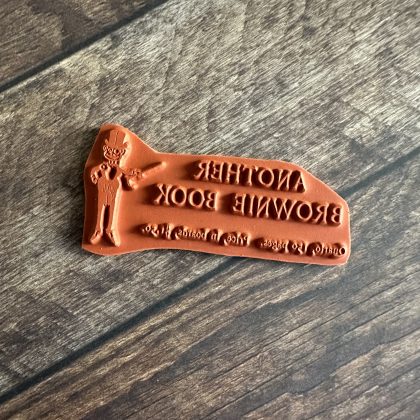 ANOTHER
BROWNIE BOOK
Quarto, 150 pages. Price, in boards, $1.50.